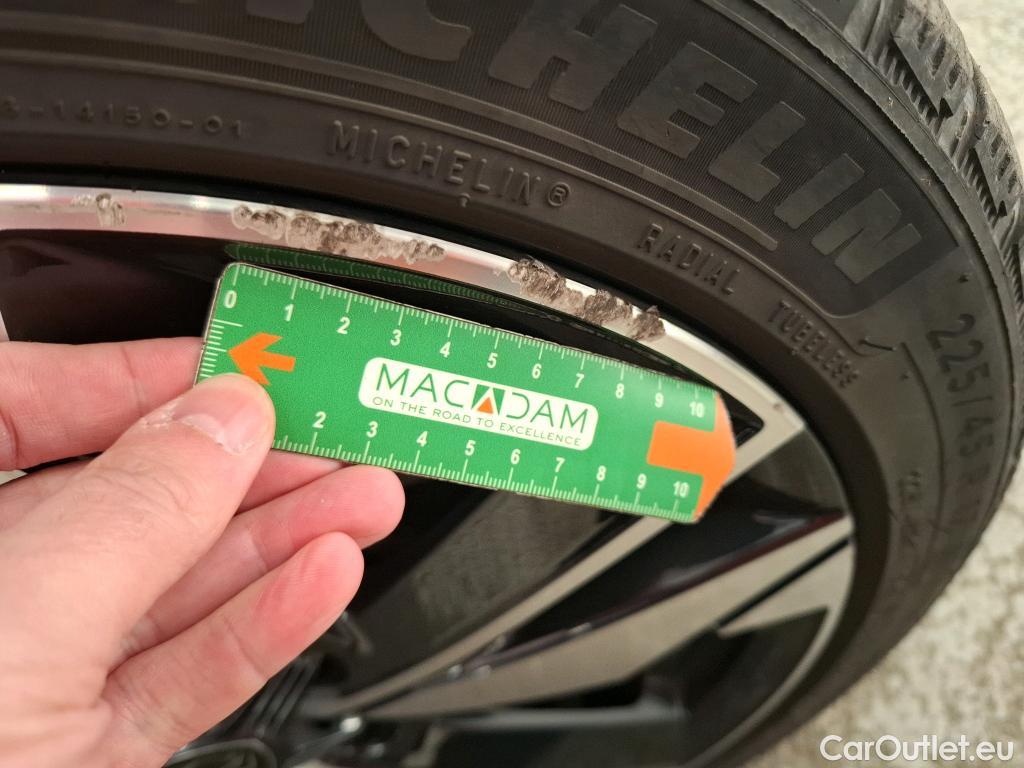 MICHELIN
-14150-01
MICHELIN®
RADIAL
TUBELESS
225/45 R
0 1 2 3 4 5 6 7 8 9 10
MACADAM
ON THE ROAD TO EXCELLENCE
2 3 4 5 6 7 8 9 10
CarOutlet.eu